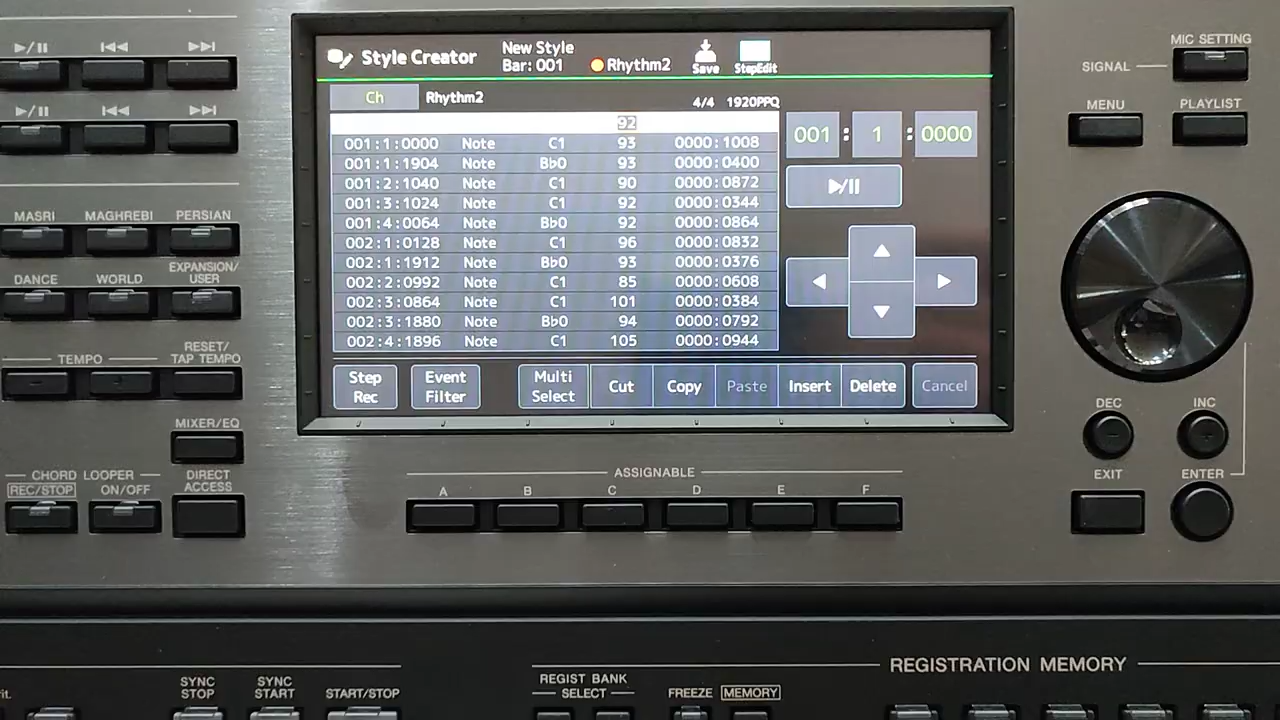 Style Creator
New Style
Bar: 001
Rhythm2
Save
StepEdit
Ch
Rhythm2
4/4 1920PPQ
92
001:1:0000 Note C1 93 0000:1008
001:1:1904 Note B♭0 93 0000:0400
001:2:1040 Note C1 90 0000:0872
001:3:1024 Note C1 92 0000:0344
001:4:0064 Note B♭0 92 0000:0864
002:1:0128 Note C1 96 0000:0832
002:1:1912 Note B♭0 93 0000:0376
002:2:0992 Note C1 85 0000:0608
002:3:0864 Note C1 101 0000:0384
002:3:1880 Note B♭0 94 0000:0792
002:4:1896 Note C1 105 0000:0944
001 : 1 : 0000
Step
Rec
Event
Filter
Multi
Select
Cut
Copy
Paste
Insert
Delete
Cancel
MASRI MAGHREBI PERSIAN
DANCE WORLD EXPANSION/
USER
TEMPO
RESET/
TAP TEMPO
MIXER/EQ
CHORD LOOPER
REC/STOP ON/OFF
DIRECT
ACCESS
ASSIGNABLE
A B C D E F
MIC SETTING
SIGNAL
MENU PLAYLIST
DEC INC
EXIT ENTER
REGISTRATION MEMORY
SYNC
STOP
SYNC
START
START/STOP
REGIST BANK
SELECT
FREEZE MEMORY